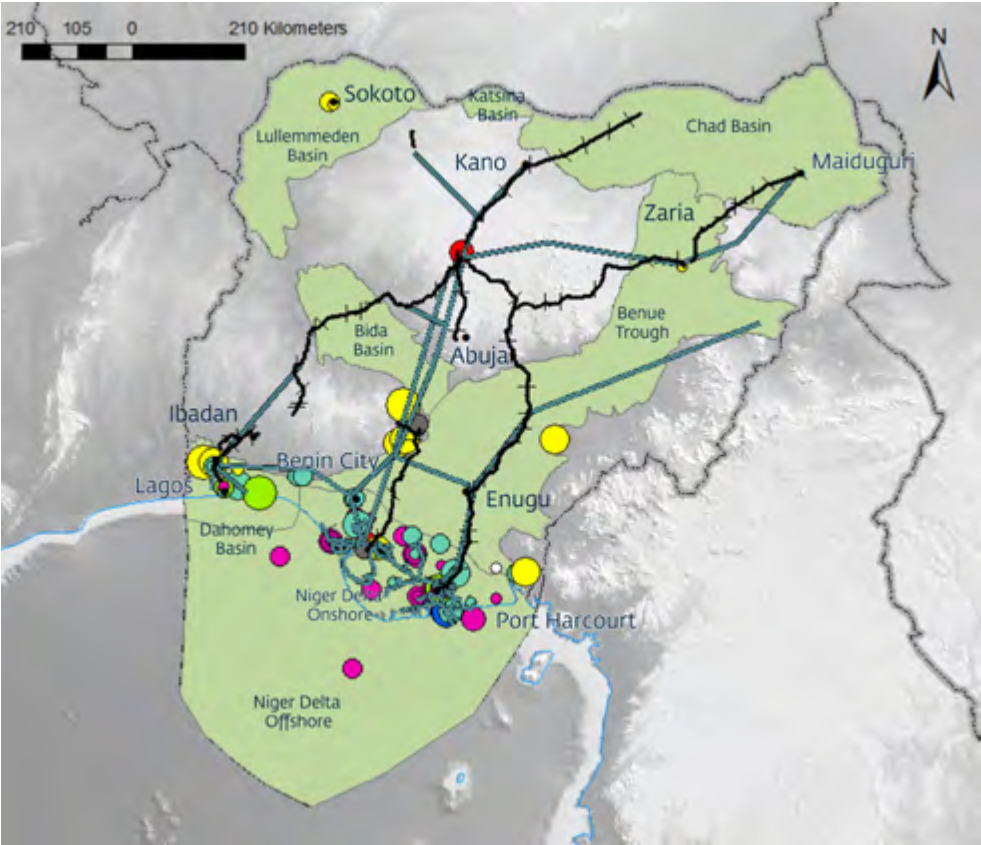 210 105 0 210 Kilometers
N
Sokoto
Katsina
Basin
Lullemmeden
Basin
Chad Basin
Kano
Maiduguri
Zaria
Benue
Trough
Bida
Basin
Abuja
Ibadan
Benin City
Lagos
Enugu
Dahomey
Basin
Niger Delta
Onshore
Port Harcourt
Niger Delta
Offshore